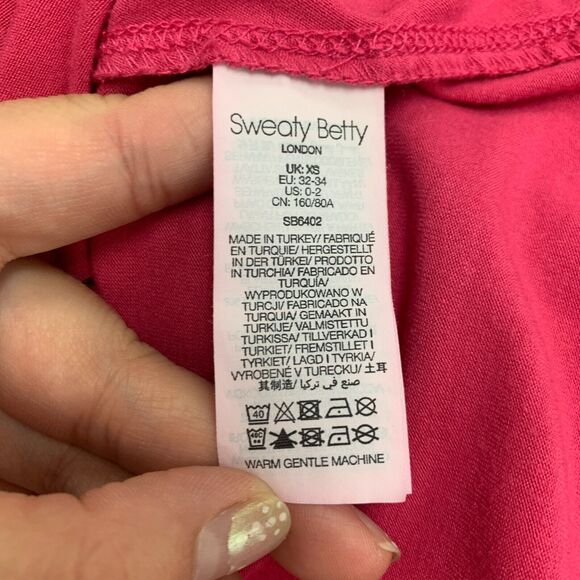 Sweaty Betty
LONDON
UK: XS
EU: 32-34
US: 0-2
CN: 160/80A
SB6402
MADE IN TURKEY/ FABRIQUÉ
EN TURQUIE/ HERGESTELLT
IN DER TÜRKEI/ PRODOTTO
IN TURCHIA/ FABRICADO EN
TURQUÍA/
WYPRODUKOWANO W
TURCJI/ FABRICADO NA
TURQUIA/ GEMAAKT IN
TURKIJE/ VALMISTETTU
TURKISSA/ TILLVERKAD I
TURKIET/ FREMSTILLET I
TYRKIET/ LAGD I TYRKIA/
VYROBENÉ V TURECKU/ 土耳
其制造/ صنع في تركيا
40
40C
WARM GENTLE MACHINE